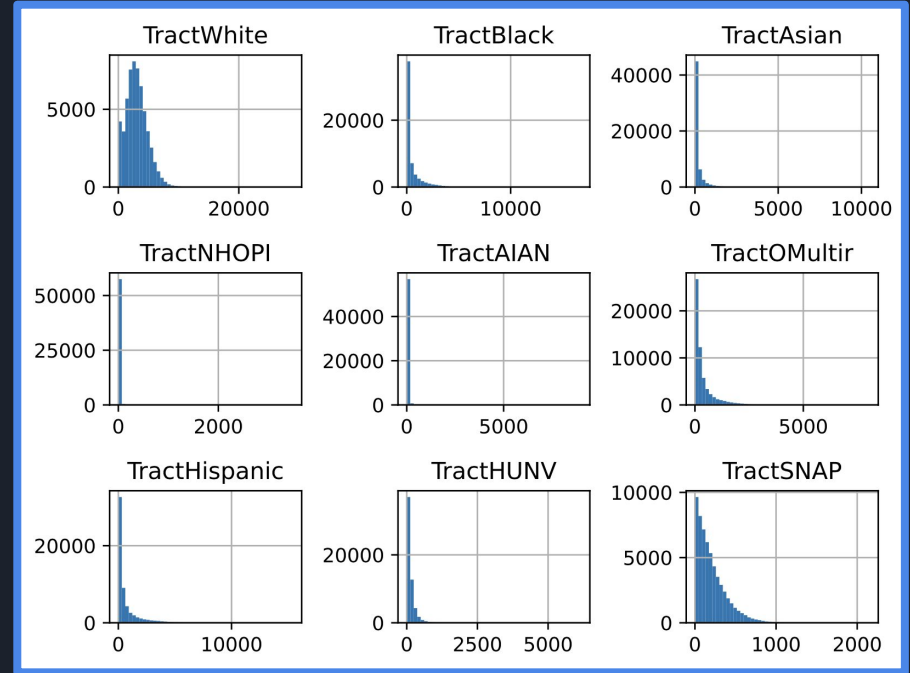 TractWhite
5000
0
0 20000
TractBlack
20000
0
0 10000
TractAsian
40000
20000
0
0 5000 10000
TractNHOPI
50000
25000
0
0 2000
TractAIAN
40000
20000
0
0 5000
TractOMultir
20000
10000
0
0 5000
TractHispanic
20000
0
0 10000
TractHUNV
20000
0
0 2500 5000
TractSNAP
10000
5000
0
0 1000 2000